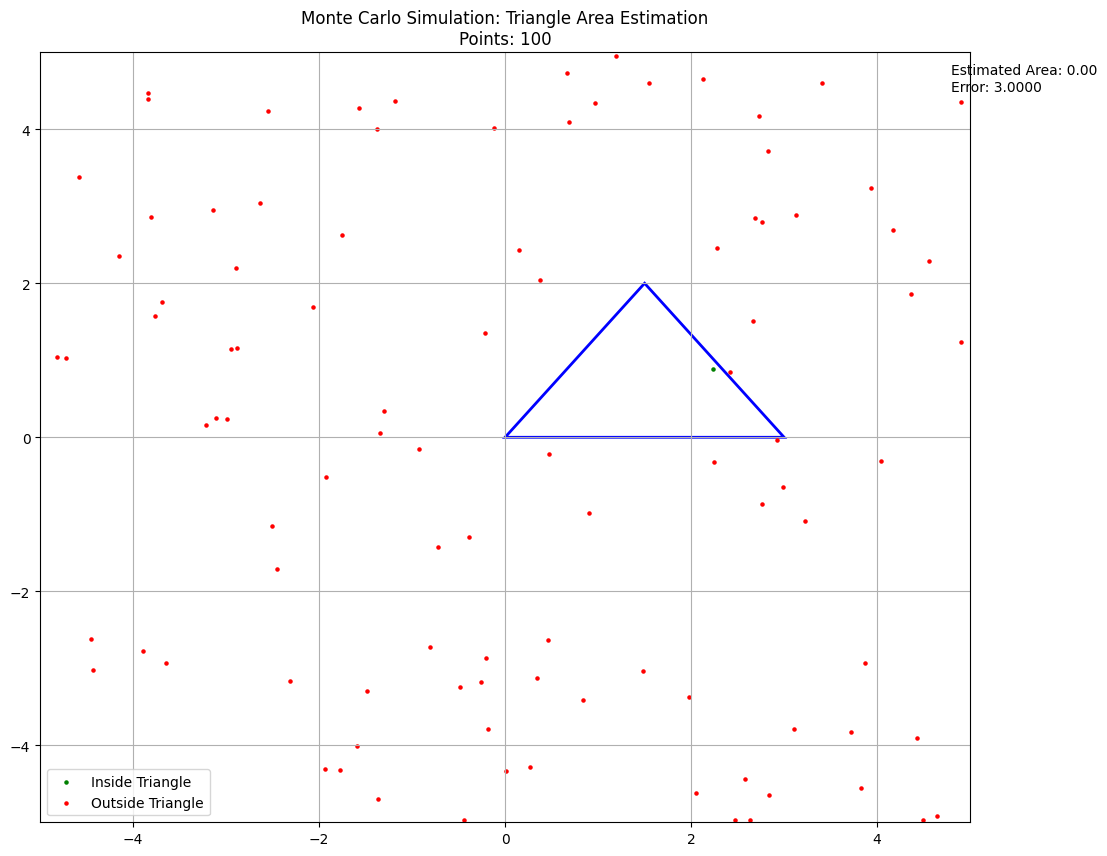 Monte Carlo Simulation: Triangle Area Estimation
Points: 100
Estimated Area: 0.00
Error: 3.0000
4
2
0
−2
−4
Inside Triangle
Outside Triangle
−4
−2
0
2
4